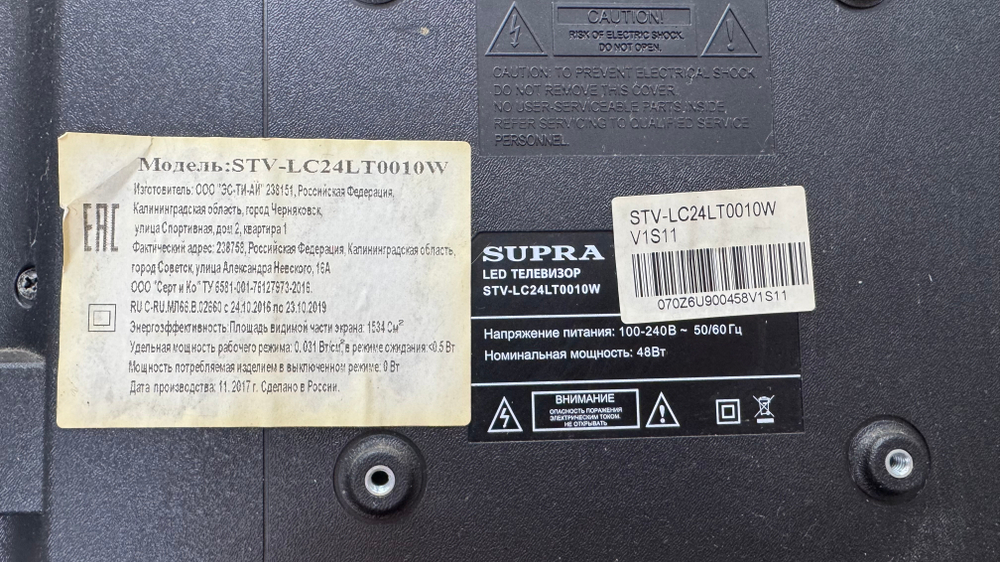 CAUTION!
RISK OF ELECTRIC SHOCK.
DO NOT OPEN.
CAUTION: TO PREVENT ELECTRICAL SHOCK
DO NOT REMOVE THIS COVER.
NO USER-SERVICEABLE PARTS INSIDE,
REFER SERVICING TO QUALIFIED SERVICE
PERSONNEL.
Модель:STV-LC24LT0010W
Изготовитель: ООО "ЭС-ТИ-АЙ" 238151, Российская Федерация,
Калининградская область, город Черняховск,
улица Спортивная, дом 2, квартира 1
Фактический адрес: 238758, Российская Федерация, Калининградская область,
город Советск, улица Александра Невского, 16А
ООО "Серт и Ко" ТУ 6581-001-76127973-2016.
RU C-RU.МЛ66.В.02660 с 24.10.2016 по 23.10.2019
Энергоэффективность: Площадь видимой части экрана: 1534 См²
Удельная мощность рабочего режима: 0.031 Вт/см² в режиме ожидания:<0.5 Вт
Мощность потребляемая изделием в выключенном режиме: 0 Вт
Дата производства: 11.2017 г. Сделано в России.
EAC
STV-LC24LT0010W
V1S11
070Z6U900458V1S11
SUPRA
LED ТЕЛЕВИЗОР
STV-LC24LT0010W
Напряжение питания: 100-240В ~ 50/60 Гц
Номинальная мощность: 48Вт
ВНИМАНИЕ
ОПАСНОСТЬ ПОРАЖЕНИЯ
ЭЛЕКТРИЧЕСКИМ ТОКОМ.
НЕ ОТКРЫВАТЬ